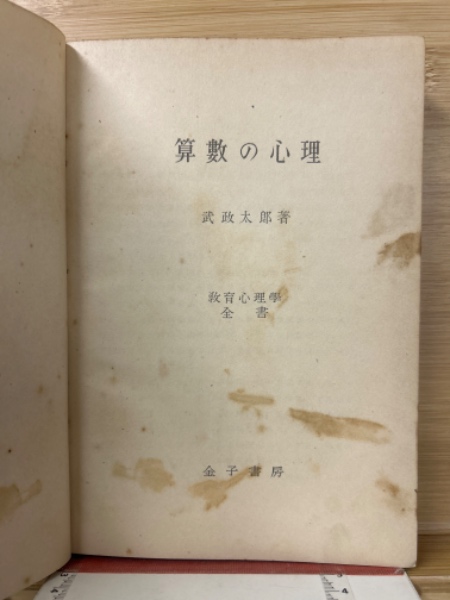 算數の心理
武政太郎著
教育心理學
全書
金子書房